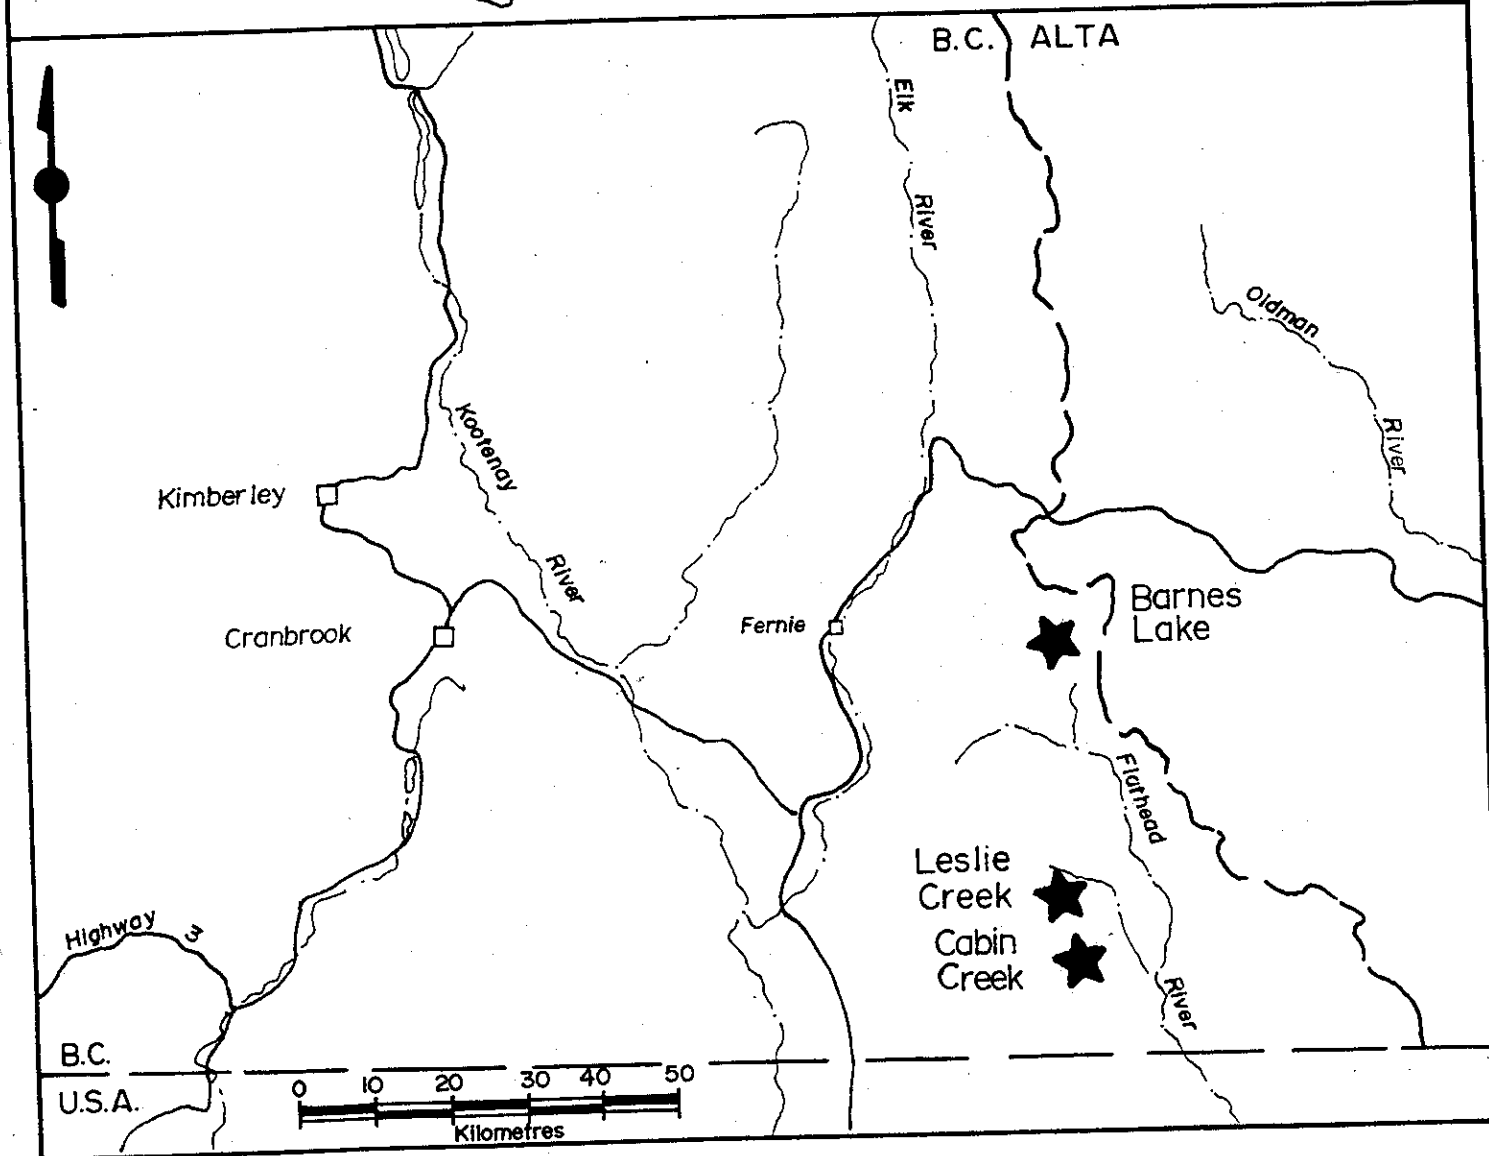 B.C. ALTA
Elk
River
Oldman
River
Kootenay
River
Kimberley
Cranbrook
Fernie
Barnes
Lake
Flathead
River
Leslie
Creek
Cabin
Creek
Highway 3
B.C.
U.S.A.
0 10 20 30 40 50
Kilometres